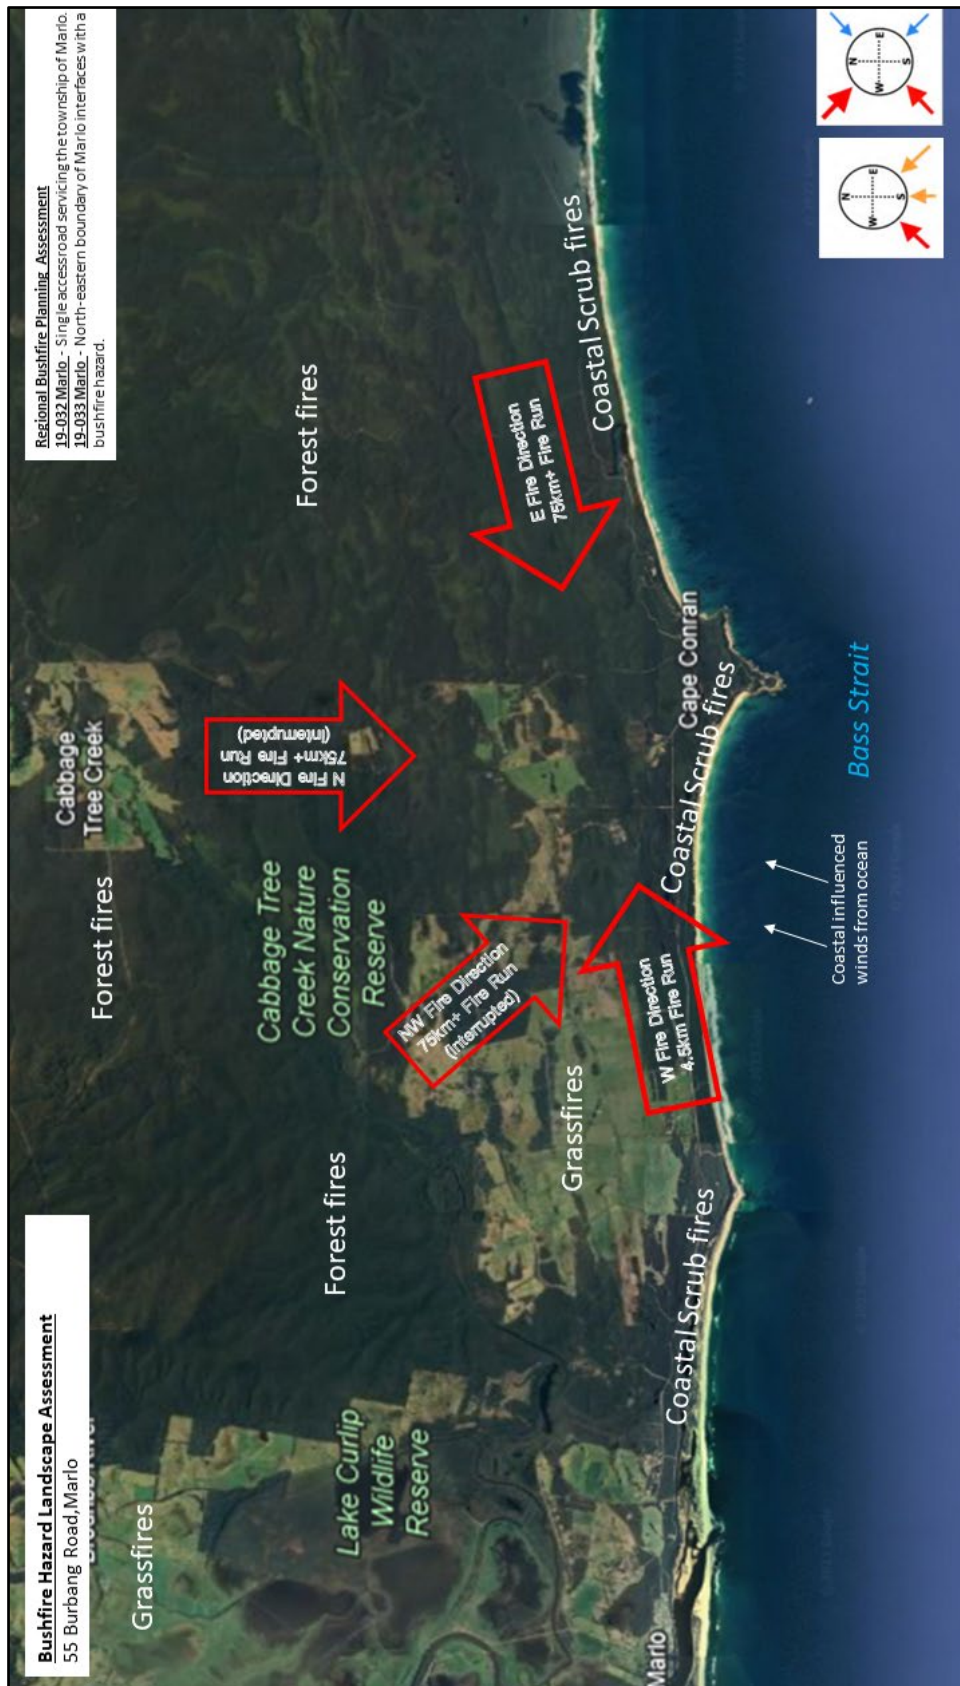 Bushfire Hazard Landscape Assessment
55 Burbang Road,Marlo
Regional Bushfire Planning Assessment
19-032 Marlo - Single access road servicing the township of Marlo.
19-033 Marlo - North-eastern boundary of Marlo interfaces with a
bushfire hazard.
Grassfires
Forest fires
Cabbage
Tree Creek
N Fire Direction
75km+ Fire Run
(Interrupted)
Forest fires
Cabbage Tree
Creek Nature
Conservation
Reserve
Forest fires
Lake Curlip
Wildlife
Reserve
NW Fire Direction
75km+ Fire Run
(Interrupted)
E Fire Direction
75km+ Fire Run
Grassfires
Coastal Scrub fires
W Fire Direction
4.5km Fire Run
Cape Conran
Coastal Scrub fires
Coastal Scrub fires
Marlo
Coastal influenced
winds from ocean
Bass Strait
N
W
E
S
N
W
E
S